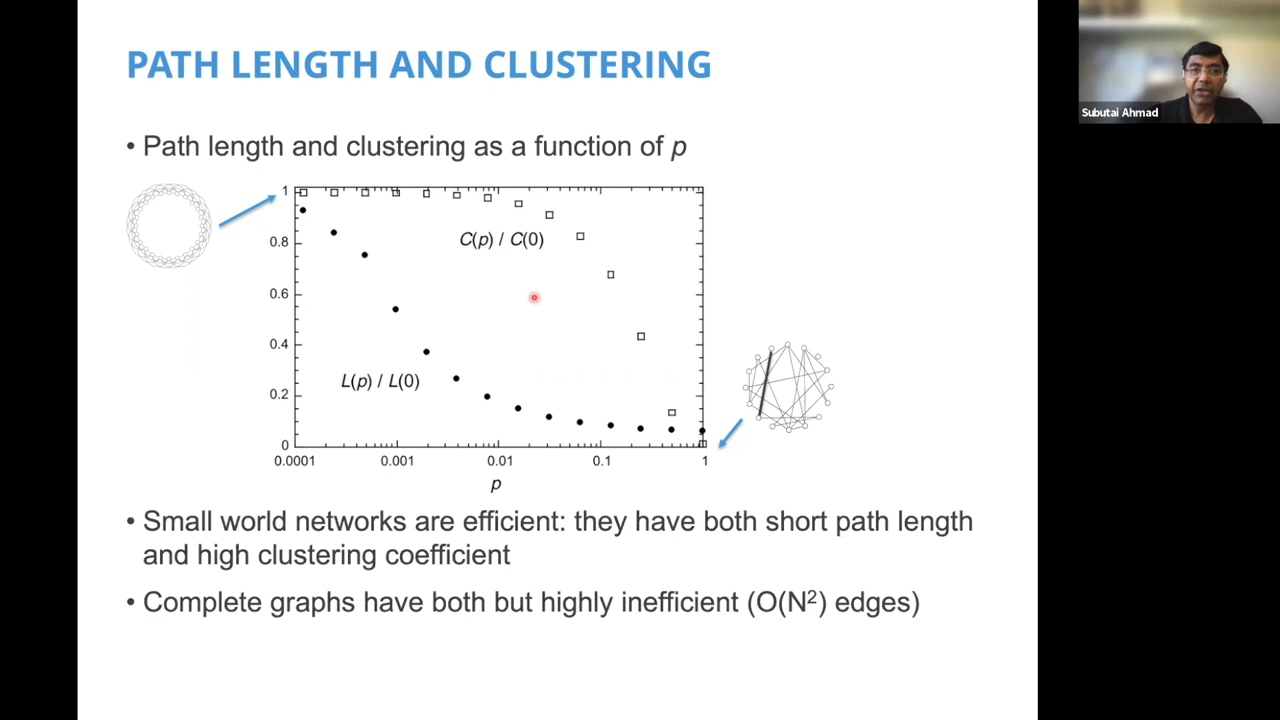 PATH LENGTH AND CLUSTERING
Subutai Ahmad
• Path length and clustering as a function of p
1
0.8
0.6
0.4
0.2
0
C(p) / C(0)
L(p) / L(0)
0.0001 0.001 0.01 0.1 1
p
• Small world networks are efficient: they have both short path length
and high clustering coefficient
• Complete graphs have both but highly inefficient (O(N²) edges)